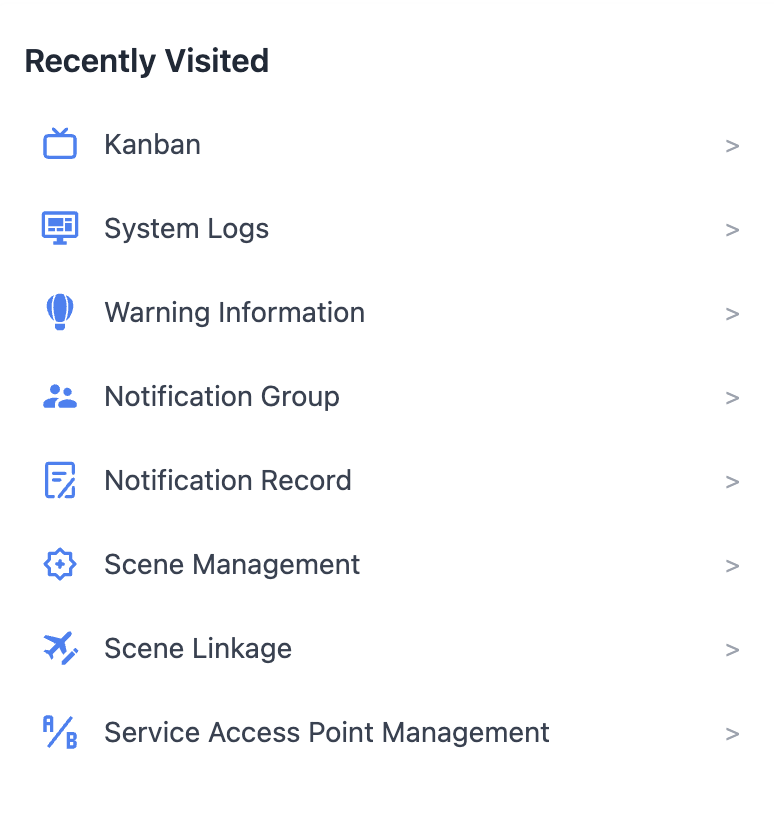 Recently Visited
Kanban >
System Logs >
Warning Information >
Notification Group >
Notification Record >
Scene Management >
Scene Linkage >
A/B Service Access Point Management >